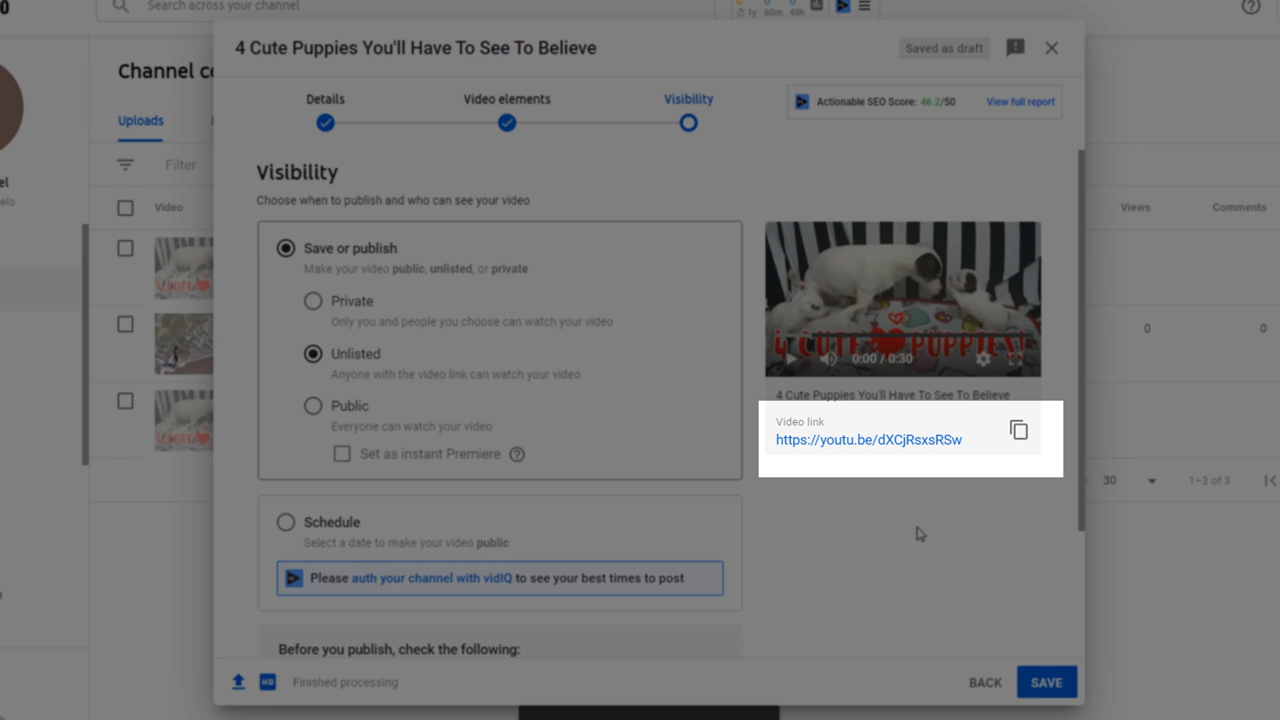 Search across your channel
1y 60m 48h
4 Cute Puppies You'll Have To See To Believe
Saved as draft
Channel
Details
Video elements
Visibility
Actionable SEO Score: 46.2/50
View full report
Uploads
Filter
Visibility
Choose when to publish and who can see your video
Video
Views
Comments
Save or publish
Make your video public, unlisted, or private
Private
Only you and people you choose can watch your video
Unlisted
Anyone with the video link can watch your video
Public
Everyone can watch your video
Set as instant Premiere
4 CUTE PUPPIES!
0:00 / 0:30
4 Cute Puppies You'll Have To See To Believe
Video link
https://youtu.be/dXCjRsxsRSw
0
0
30
1–3 of 3
Schedule
Select a date to make your video public
Please auth your channel with vidIQ to see your best times to post
Before you publish, check the following:
HD
Finished processing
BACK
SAVE